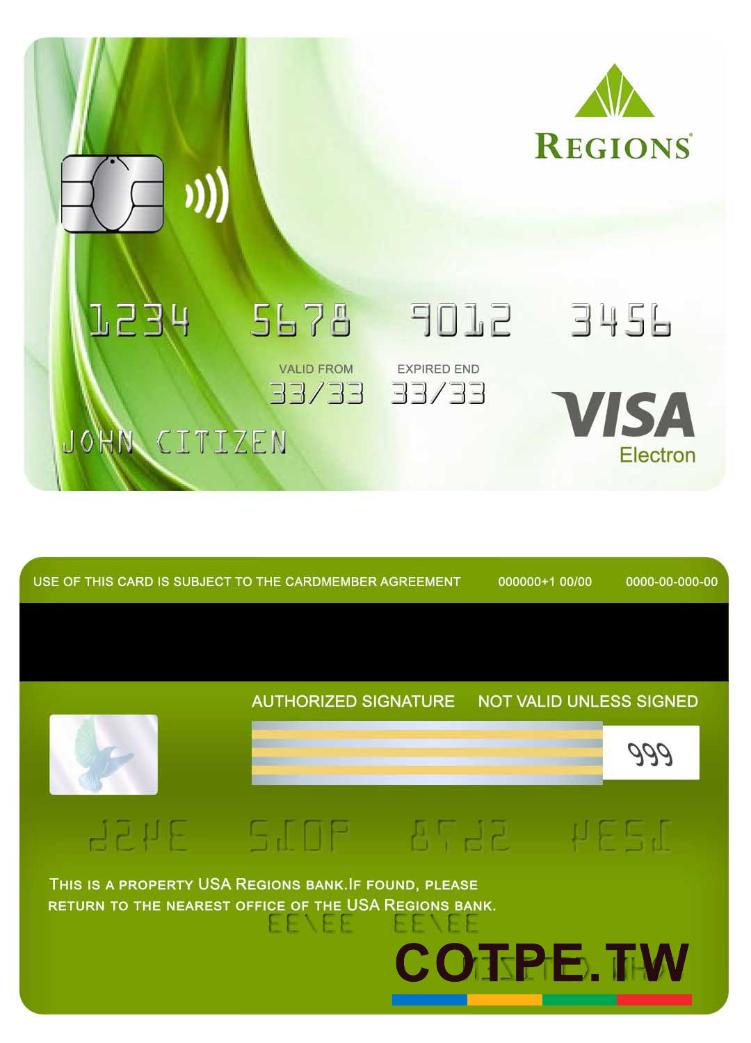 REGIONS
1234 5678 9012 3456
VALID FROM EXPIRED END
33/33 33/33
JOHN CITIZEN
VISA
Electron
USE OF THIS CARD IS SUBJECT TO THE CARDMEMBER AGREEMENT 000000+1 00/00 0000-00-000-00
AUTHORIZED SIGNATURE NOT VALID UNLESS SIGNED
999
THIS IS A PROPERTY USA REGIONS BANK.IF FOUND, PLEASE
RETURN TO THE NEAREST OFFICE OF THE USA REGIONS BANK.
COTPE.TW